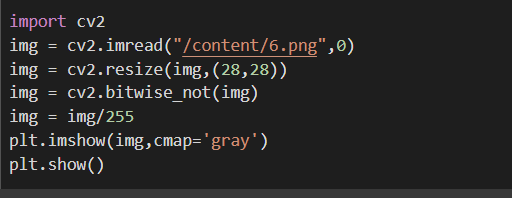 import cv2
img = cv2.imread("/content/6.png",0)
img = cv2.resize(img,(28,28))
img = cv2.bitwise_not(img)
img = img/255
plt.imshow(img,cmap='gray')
plt.show()